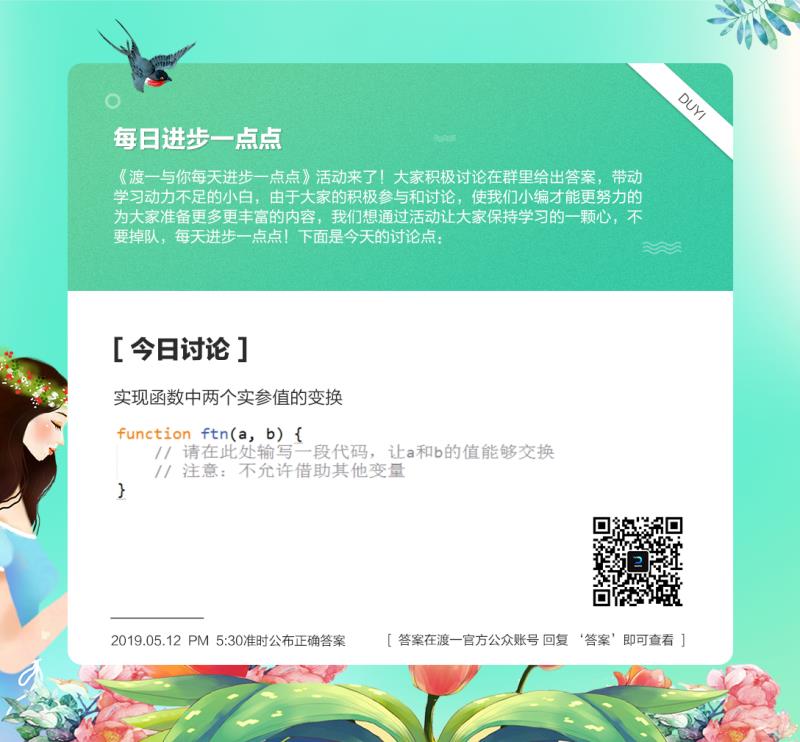 DUYI
每日进步一点点
《渡一与你每天进步一点点》活动来了！大家积极讨论在群里给出答案，带动
学习动力不足的小白，由于大家的积极参与和讨论，使我们小编才能更努力的
为大家准备更多更丰富的内容，我们想通过活动让大家保持学习的一颗心，不
要掉队，每天进步一点点！下面是今天的讨论点：
[ 今日讨论 ]
实现函数中两个实参值的变换
function ftn(a, b) {
// 请在此处输写一段代码，让a和b的值能够交换
// 注意：不允许借助其他变量
}
2019.05.12 PM 5:30准时公布正确答案
[ 答案在渡一官方公众账号 回复 ‘答案’ 即可查看 ]